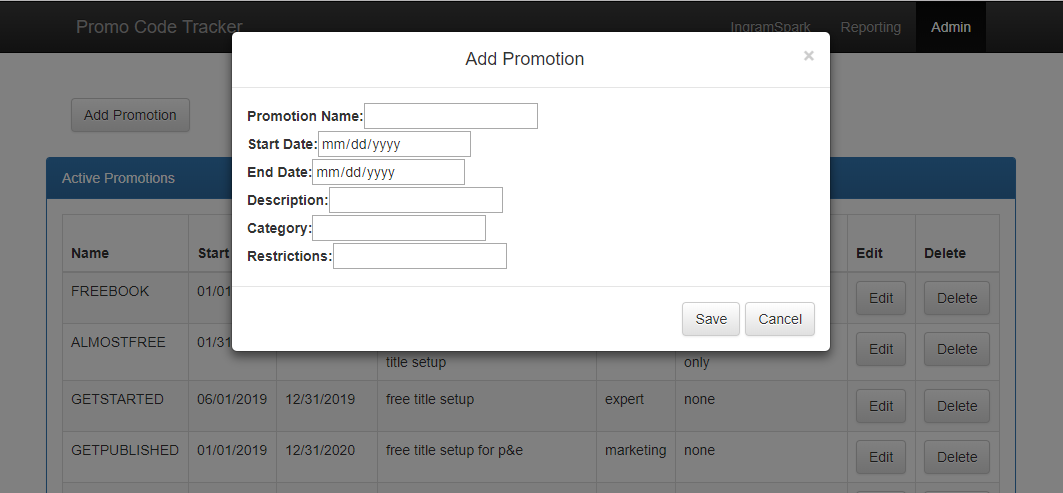 Promo Code Tracker
IngramSpark Reporting Admin
Add Promotion ×
Add Promotion
Promotion Name:
Start Date: mm/dd/yyyy
End Date: mm/dd/yyyy
Description:
Category:
Restrictions:
Save Cancel
Active Promotions
Name Start Edit Delete
FREEBOOK 01/01 Edit Delete
ALMOSTFREE 01/31 Edit Delete
title setup only
GETSTARTED 06/01/2019 12/31/2019 free title setup expert none Edit Delete
GETPUBLISHED 01/01/2019 12/31/2020 free title setup for p&e marketing none Edit Delete